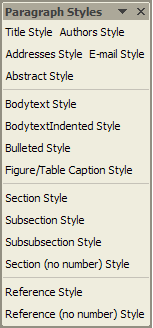 Paragraph Styles
Title Style Authors Style
Addresses Style E-mail Style
Abstract Style
Bodytext Style
BodytextIndented Style
Bulleted Style
Figure/Table Caption Style
Section Style
Subsection Style
Subsubsection Style
Section (no number) Style
Reference Style
Reference (no number) Style